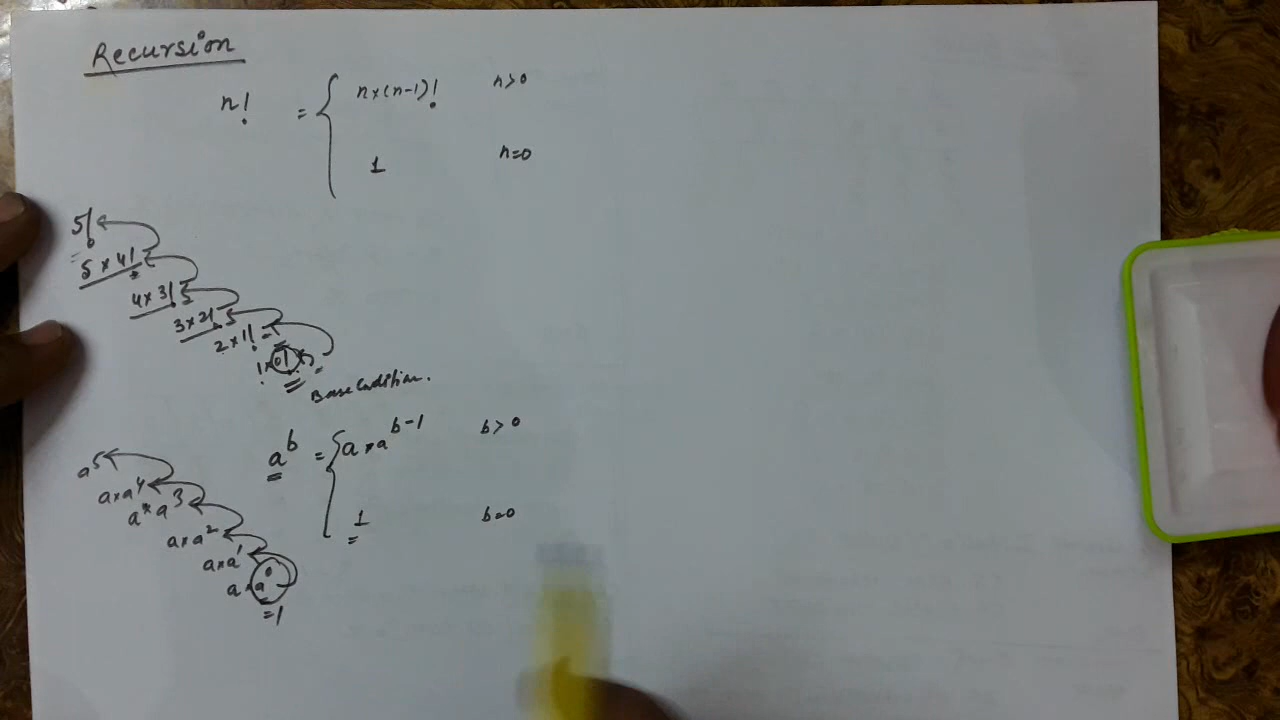 Recursion
n! = { n×(n-1)! n>0
1 n=0
5!
= 5 × 4!
4 × 3!
3 × 2!
2 × 1! = 1
1 × 0!
Base Condition.
a^b = { a × a^{b-1} b > 0
1 b=0
a^5
a×a^4
a × a^3
a×a^2
a×a^1
a × a^0
=1